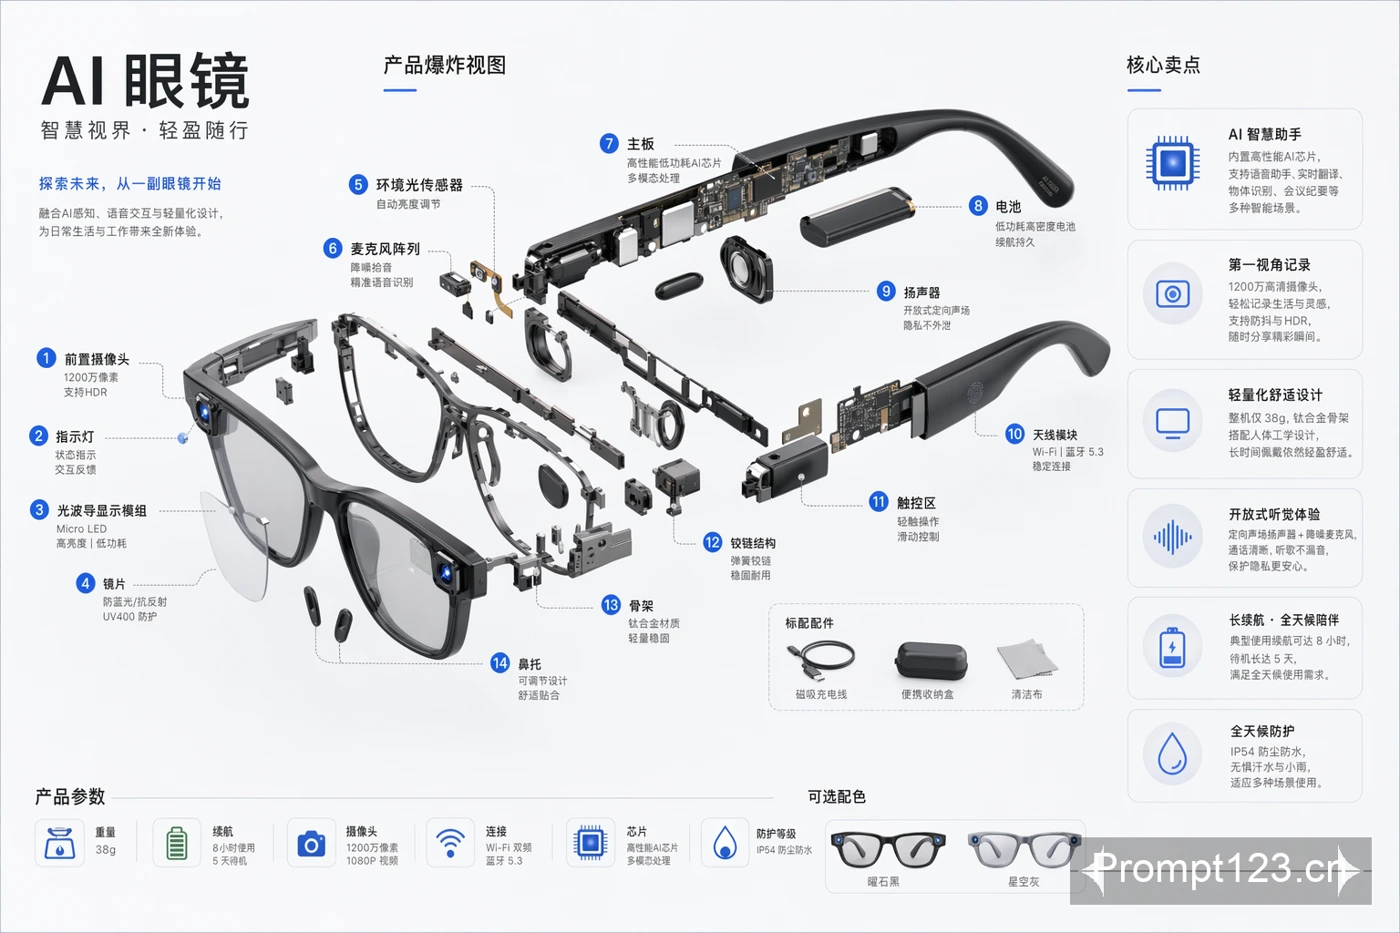 AI 眼镜
智慧视界 · 轻盈随行
探索未来，从一副眼镜开始
融合AI感知、语音交互与轻量化设计，
为日常生活与工作带来全新体验。
产品爆炸视图
1 前置摄像头
1200万像素
支持HDR
2 指示灯
状态指示
交互反馈
3 光波导显示模组
Micro LED
高亮度 | 低功耗
4 镜片
防蓝光/抗反射
UV400 防护
5 环境光传感器
自动亮度调节
6 麦克风阵列
降噪拾音
精准语音识别
7 主板
高性能低功耗AI芯片
多模态处理
8 电池
低功耗高密度电池
续航持久
9 扬声器
开放式定向声场
隐私不外泄
10 天线模块
Wi-Fi | 蓝牙 5.3
稳定连接
11 触控区
轻触操作
滑动控制
12 铰链结构
弹簧铰链
稳固耐用
13 骨架
钛合金材质
轻量稳固
14 鼻托
可调节设计
舒适贴合
标配配件
磁吸充电线
便携收纳盒
清洁布
核心卖点
AI 智慧助手
内置高性能AI芯片，
支持语音助手、实时翻译、
物体识别、会议纪要等
多种智能场景。
第一视角记录
1200万高清摄像头，
轻松记录生活与灵感，
支持防抖与HDR，
随时分享精彩瞬间。
轻量化舒适设计
整机仅 38g，钛合金骨架
搭配人体工学设计，
长时间佩戴依然轻盈舒适。
开放式听觉体验
定向声场扬声器 + 降噪麦克风，
通话清晰，听歌不漏音，
保护隐私更安心。
长续航 · 全天候陪伴
典型使用续航可达 8 小时，
待机长达 5 天，
满足全天候使用需求。
全天候防护
IP54 防尘防水，
无惧汗水与小雨，
适应多种场景使用。
产品参数
重量
38g
续航
8小时使用
5 天待机
摄像头
1200万像素
1080P 视频
连接
Wi-Fi 双频
蓝牙 5.3
芯片
高性能AI芯片
多模态处理
防护等级
IP54 防尘防水
可选配色
曜石黑
星空灰
Prompt123.cn